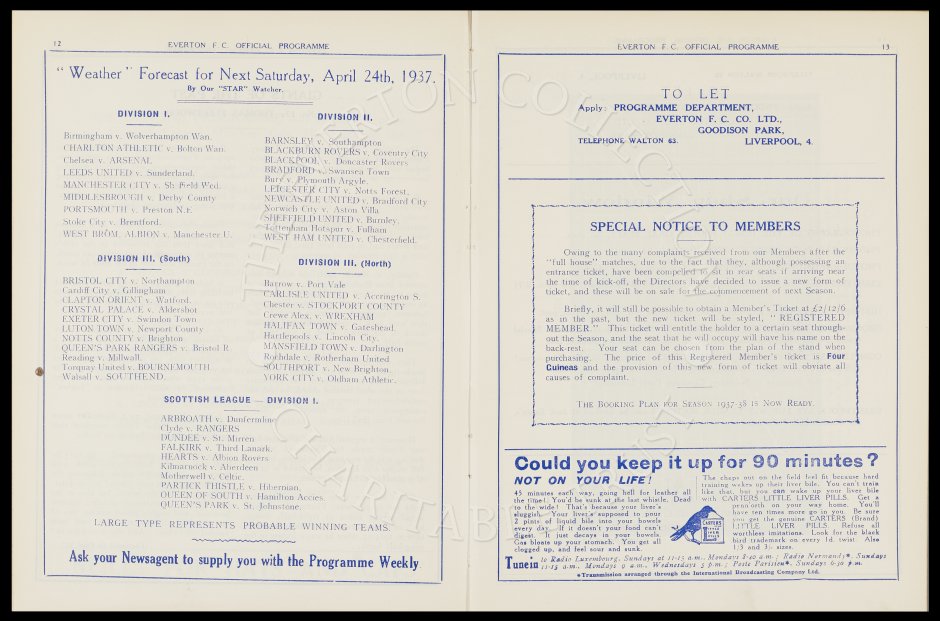 12
EVERTON F. C. OFFICIAL PROGRAMME
"Weather" Forecast for Next Saturday, April 24th, 1937.
By Our "STAR" Watcher.
DIVISION I.
Birmingham v. Wolverhampton Wan.
CHARLTON ATHLETIC v. Bolton Wan.
Chelsea v. ARSENAL
LEEDS UNITED v. Sunderland.
MANCHESTER CITY v. Sh. Field Wed.
MIDDLESBROUGH v. Derby County
PORTSMOUTH v. Preston N.E.
Stoke City v. Brentford.
WEST BROM. ALBION v. Manchester U.
DIVISION II.
BARNSLEY v. Southampton
BLACKBURN ROVERS v. Coventry City
BLACKPOOL v. Doncaster Rovers
BRADFORD v. Swansea Town
Bury v. Plymouth Argyle.
LEICESTER CITY v. Notts Forest.
NEWCASTLE UNITED v. Bradford City
Norwich City v. Aston Villa.
SHEFFIELD UNITED v. Burnley.
Tottenham Hotspur v. Fulham
WEST HAM UNITED v. Chesterfield.
DIVISION III. (South)
BRISTOL CITY v. Northampton
Cardiff City v. Gillingham
CLAPTON ORIENT v. Watford.
CRYSTAL PALACE v. Aldershot
EXETER CITY v. Swindon Town
LUTON TOWN v. Newport County
NOTTS COUNTY v. Brighton
QUEEN'S PARK RANGERS v. Bristol R.
Reading v. Millwall.
Torquay United v. BOURNEMOUTH.
Walsall v. SOUTHEND.
DIVISION III. (North)
Barrow v. Port Vale
CARLISLE UNITED v. Accrington S.
Chester v. STOCKPORT COUNTY
Crewe Alex. v. WREXHAM
HALIFAX TOWN v. Gateshead.
Hartlepools v. Lincoln City.
MANSFIELD TOWN v. Darlington
Rochdale v. Rotherham United
SOUTHPORT v. New Brighton
YORK CITY v. Oldham Athletic.
SCOTTISH LEAGUE — DIVISION I.
ARBROATH v. Dunfermline
Clyde v. RANGERS
DUNDEE v. St. Mirren
FALKIRK v. Third Lanark.
HEARTS v. Albion Rovers.
Kilmarnock v. Aberdeen
Motherwell v. Celtic.
PARTICK THISTLE v. Hibernian.
QUEEN OF SOUTH v. Hamilton Accies.
QUEEN'S PARK v. St. Johnstone.
LARGE TYPE REPRESENTS PROBABLE WINNING TEAMS.
Ask your Newsagent to supply you with the Programme Weekly
EVERTON F. C. OFFICIAL PROGRAMME
13
TO LET
Apply: PROGRAMME DEPARTMENT,
EVERTON F. C. CO. LTD.,
GOODISON PARK,
TELEPHONE WALTON 63. LIVERPOOL, 4.
SPECIAL NOTICE TO MEMBERS
Owing to the many complaints received from our Members after the
"full house" matches, due to the fact that they, although possessing an
entrance ticket, have been compelled to sit in rear seats if arriving near
the time of kick-off, the Directors have decided to issue a new form of
ticket, and these will be on sale for the commencement of next Season.
Briefly, it will still be possible to obtain a Member's Ticket at £2/12/6
as in the past, but the new ticket will be styled, "REGISTERED
MEMBER." This ticket will entitle the holder to a certain seat through-
out the Season, and the seat that he will occupy will have his name on the
back-rest. Your seat can be chosen from the plan of the stand when
purchasing. The price of this Registered Member's ticket is Four
Guineas and the provision of this new form of ticket will obviate all
causes of complaint.
THE BOOKING PLAN FOR SEASON 1937-38 IS NOW READY.
Could you keep it up for 90 minutes?
NOT ON YOUR LIFE!
45 minutes each way, going hell for leather all
the time! You'd be sunk at the last whistle. Dead
to the wide! That's because your liver's
sluggish. Your liver's supposed to pour
2 pints of liquid bile into your bowels
every day. If it doesn't your food can't
digest. It just decays in your bowels.
Gas bloats up your stomach. You get all
clogged up, and feel sour and sunk.
CARTERS
LITTLE
LIVER
PILLS
The chaps out on the field feel fit because hard
training wakes up their liver bile. You can't train
like that, but you can wake up your liver bile
with CARTERS LITTLE LIVER PILLS. Get a
penn'orth on your way home. You'll
have ten times more go in you. Be sure
you get the genuine CARTERS (Brand)
LITTLE LIVER PILLS. Refuse all
worthless imitations. Look for the black
bird trademark on every 1d. twist. Also
1/3 and 3/- sizes.
Tune in to Radio Luxembourg, Sundays at 11-15 a.m., Mondays 8-40 a.m.; Radio Normandy*, Sundays
11-15 a.m., Mondays 9 a.m., Wednesdays 5 p.m.; Poste Parisien*, Sundays 6-30 p.m.
*Transmission arranged through the International Broadcasting Company Ltd.
THE EVERTON COLLECTION
CHARITABLE TRUST